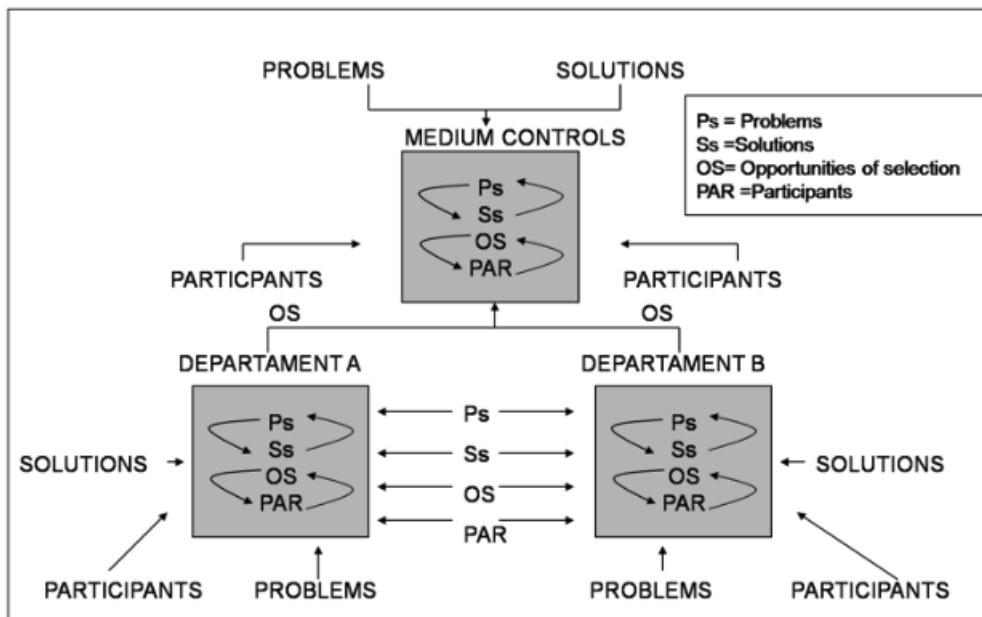 PROBLEMS SOLUTIONS
Ps = Problems
Ss =Solutions
OS= Opportunities of selection
PAR =Participants
MEDIUM CONTROLS
Ps
Ss
OS
PAR
PARTICPANTS PARTICIPANTS
OS OS
DEPARTAMENT A DEPARTAMENT B
Ps Ps Ps
Ss Ss Ss
SOLUTIONS OS OS OS SOLUTIONS
PAR PAR PAR
PARTICIPANTS PROBLEMS PROBLEMS PARTICIPANTS